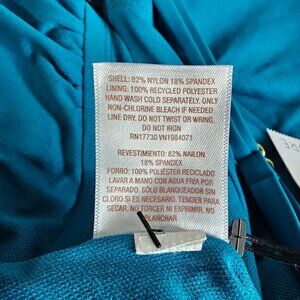 SHELL: 82% NYLON 18% SPANDEX
LINING: 100% RECYCLED POLYESTER
HAND WASH COLD SEPARATELY, ONLY
NON-CHLORINE BLEACH IF NEEDED
LINE DRY. DO NOT TWIST OR WRING
DO NOT IRON
RN17730 VN1984071
REVESTIMIENTO: 82% NAILON
18% SPANDEX
FORRO: 100% POLIÉSTER RECICLADO
LAVAR A MANO CON AGUA FRÍA POR
SEPARADO. SÓLO BLANQUEADOR SIN
CLORO SI ES NECESARIO. TENDER PARA
SECAR. NO TORCER NI EXPRIMIR. NO
PLANCHAR